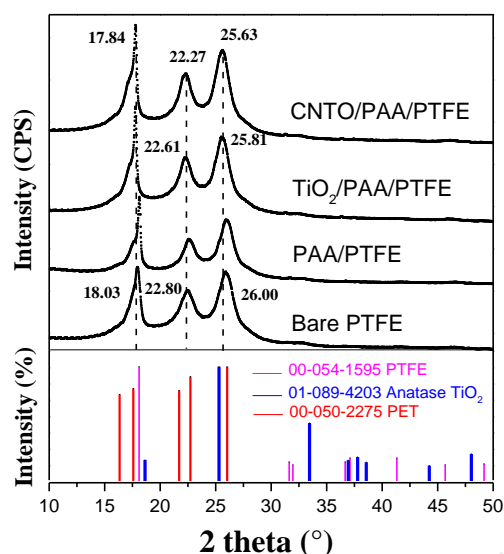 17.84
22.27
25.63
CNTO/PAA/PTFE
22.61
25.81
TiO₂/PAA/PTFE
PAA/PTFE
18.03
22.80
26.00
Bare PTFE
Intensity (CPS)
00-054-1595 PTFE
01-089-4203 Anatase TiO₂
00-050-2275 PET
Intensity (%)
10 15 20 25 30 35 40 45 50
2 theta (°)